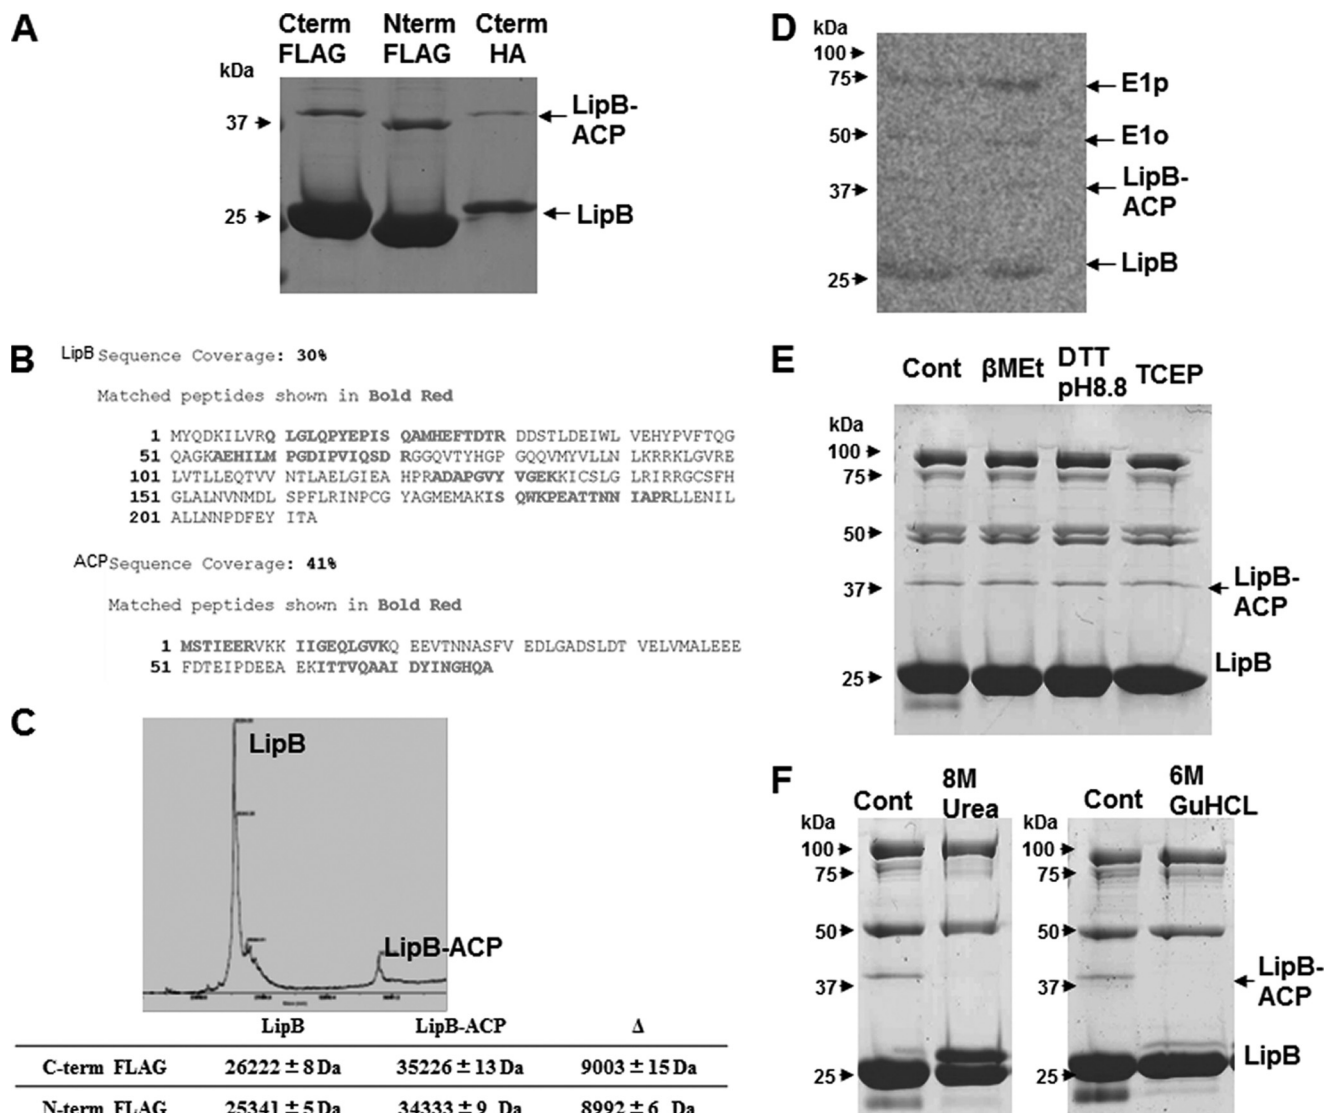 A
Cterm FLAG
Nterm FLAG
Cterm HA
kDa
37
25
LipB-ACP
LipB
B
LipB Sequence Coverage: 30%
Matched peptides shown in Bold Red
1 MYQDKILVRQ LGLQPYEPIS QAMHEFTDTR DDSTLDEIWL VEHYPVFTQG
51 QAGKAEHILM PGDIPVIQSD RGGQVTYHGP GQQVMYVLLN LKRRKLGVRE
101 LVTLLEQTVV NTLAELGIEA HPRADAPGVY VGEKKICSLG LRIRRGCSFH
151 GLALNVNMDL SPFLRINPCG YAGMEMAKIS QWKPEATTNN IAPRLLENIL
201 ALLNNPDFEY ITA
ACP Sequence Coverage: 41%
Matched peptides shown in Bold Red
1 MSTIEERVKK IIGEQLGVKQ EEVTNNASFV EDLGADSLDT VELVMALEEE
51 FDTEIPDEEA EKITTVQAAI DYINGHQA
C
LipB
LipB-ACP
LipB LipB-ACP Δ
C-term FLAG 26222 ± 8 Da 35226 ± 13 Da 9003 ± 15 Da
N-term FLAG 25341 ± 5 Da 34333 ± 9 Da 8992 ± 6 Da
D
kDa
100
75
50
37
25
E1p
E1o
LipB-ACP
LipB
E
Cont
βMEt
DTT pH8.8
TCEP
kDa
100
75
50
37
25
LipB-ACP
LipB
F
Cont
8M Urea
kDa
100
75
50
37
25
Cont
6M GuHCL
kDa
100
75
50
37
25
LipB-ACP
LipB